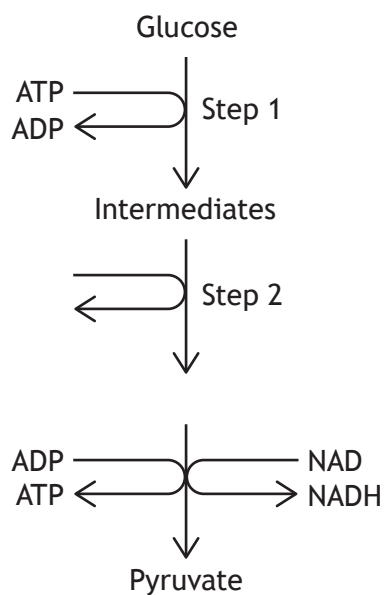 Glucose
ATP
ADP
Step 1
Intermediates
Step 2
ADP
ATP
NAD
NADH
Pyruvate